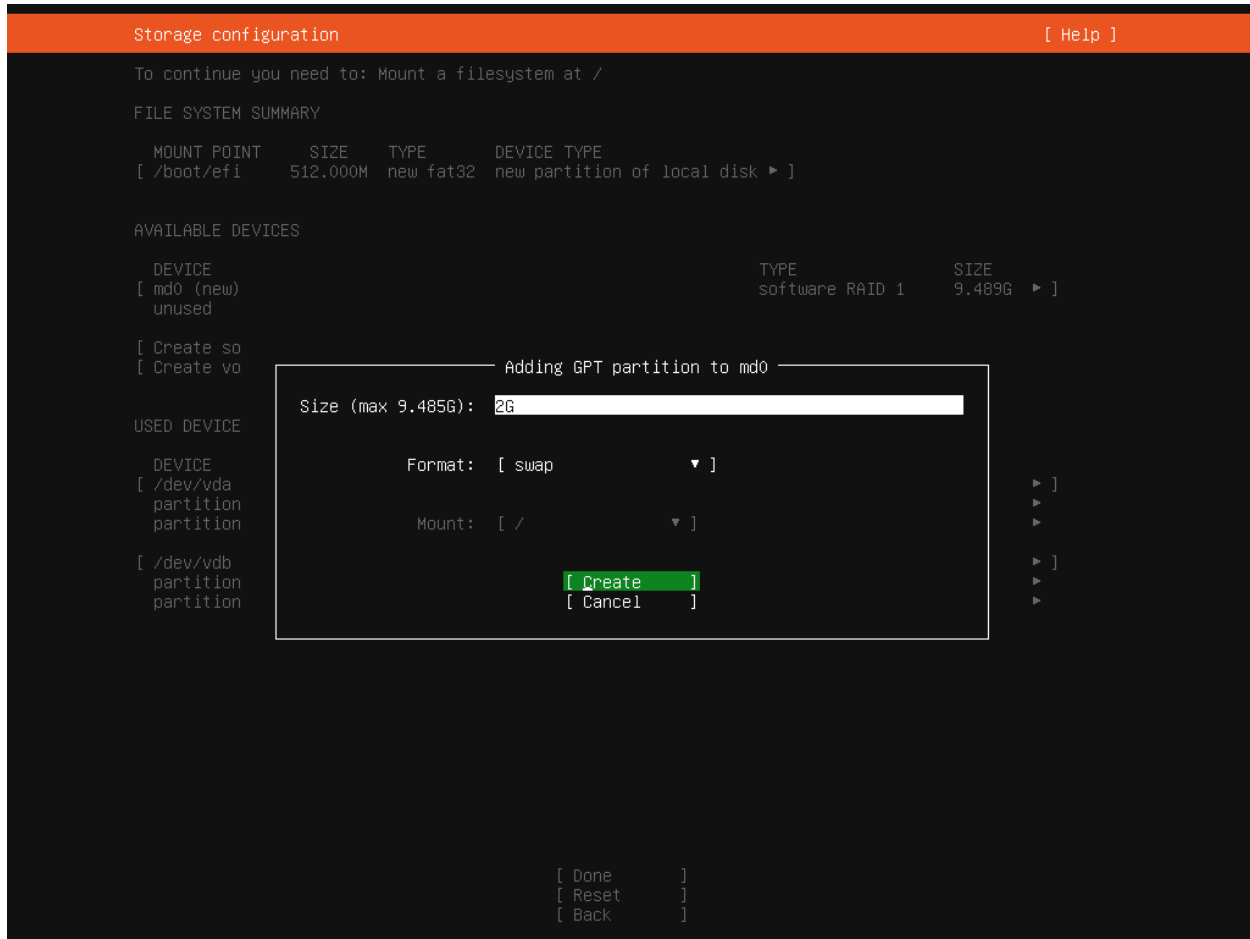 Storage configuration [ Help ]
To continue you need to: Mount a filesystem at /
FILE SYSTEM SUMMARY
MOUNT POINT SIZE TYPE DEVICE TYPE
[ /boot/efi 512.000M new fat32 new partition of local disk ▸ ]
AVAILABLE DEVICES
DEVICE TYPE SIZE
[ md0 (new) software RAID 1 9.489G ▸ ]
unused
[ Create so
[ Create vo
Adding GPT partition to md0
Size (max 9.485G): 2G
USED DEVICE
Format: [ swap ▾ ]
DEVICE
[ /dev/vda ▸ ]
partition ▸
partition ▸
Mount: [ / ▾ ]
[ /dev/vdb ▸ ]
partition ▸
partition ▸
[ Create ]
[ Cancel ]
[ Done ]
[ Reset ]
[ Back ]